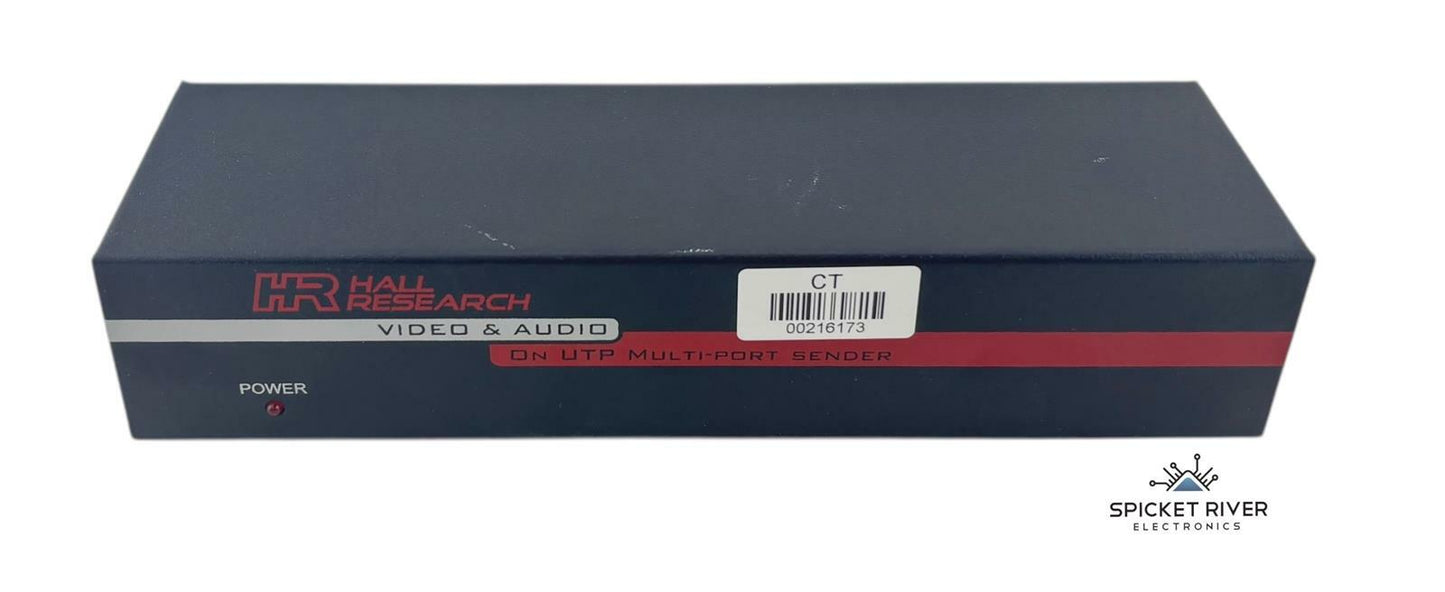 HR HALL
RESEARCH
VIDEO & AUDIO
ON UTP MULTI-PORT SENDER
POWER
CT
00216173
SPICKET RIVER
ELECTRONICS